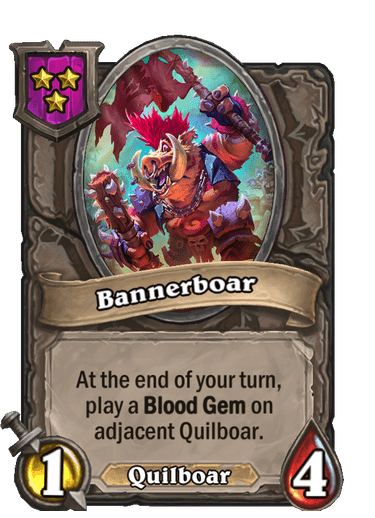 Bannerboar
At the end of your turn,
play a Blood Gem on
adjacent Quilboar.
1
Quilboar
4